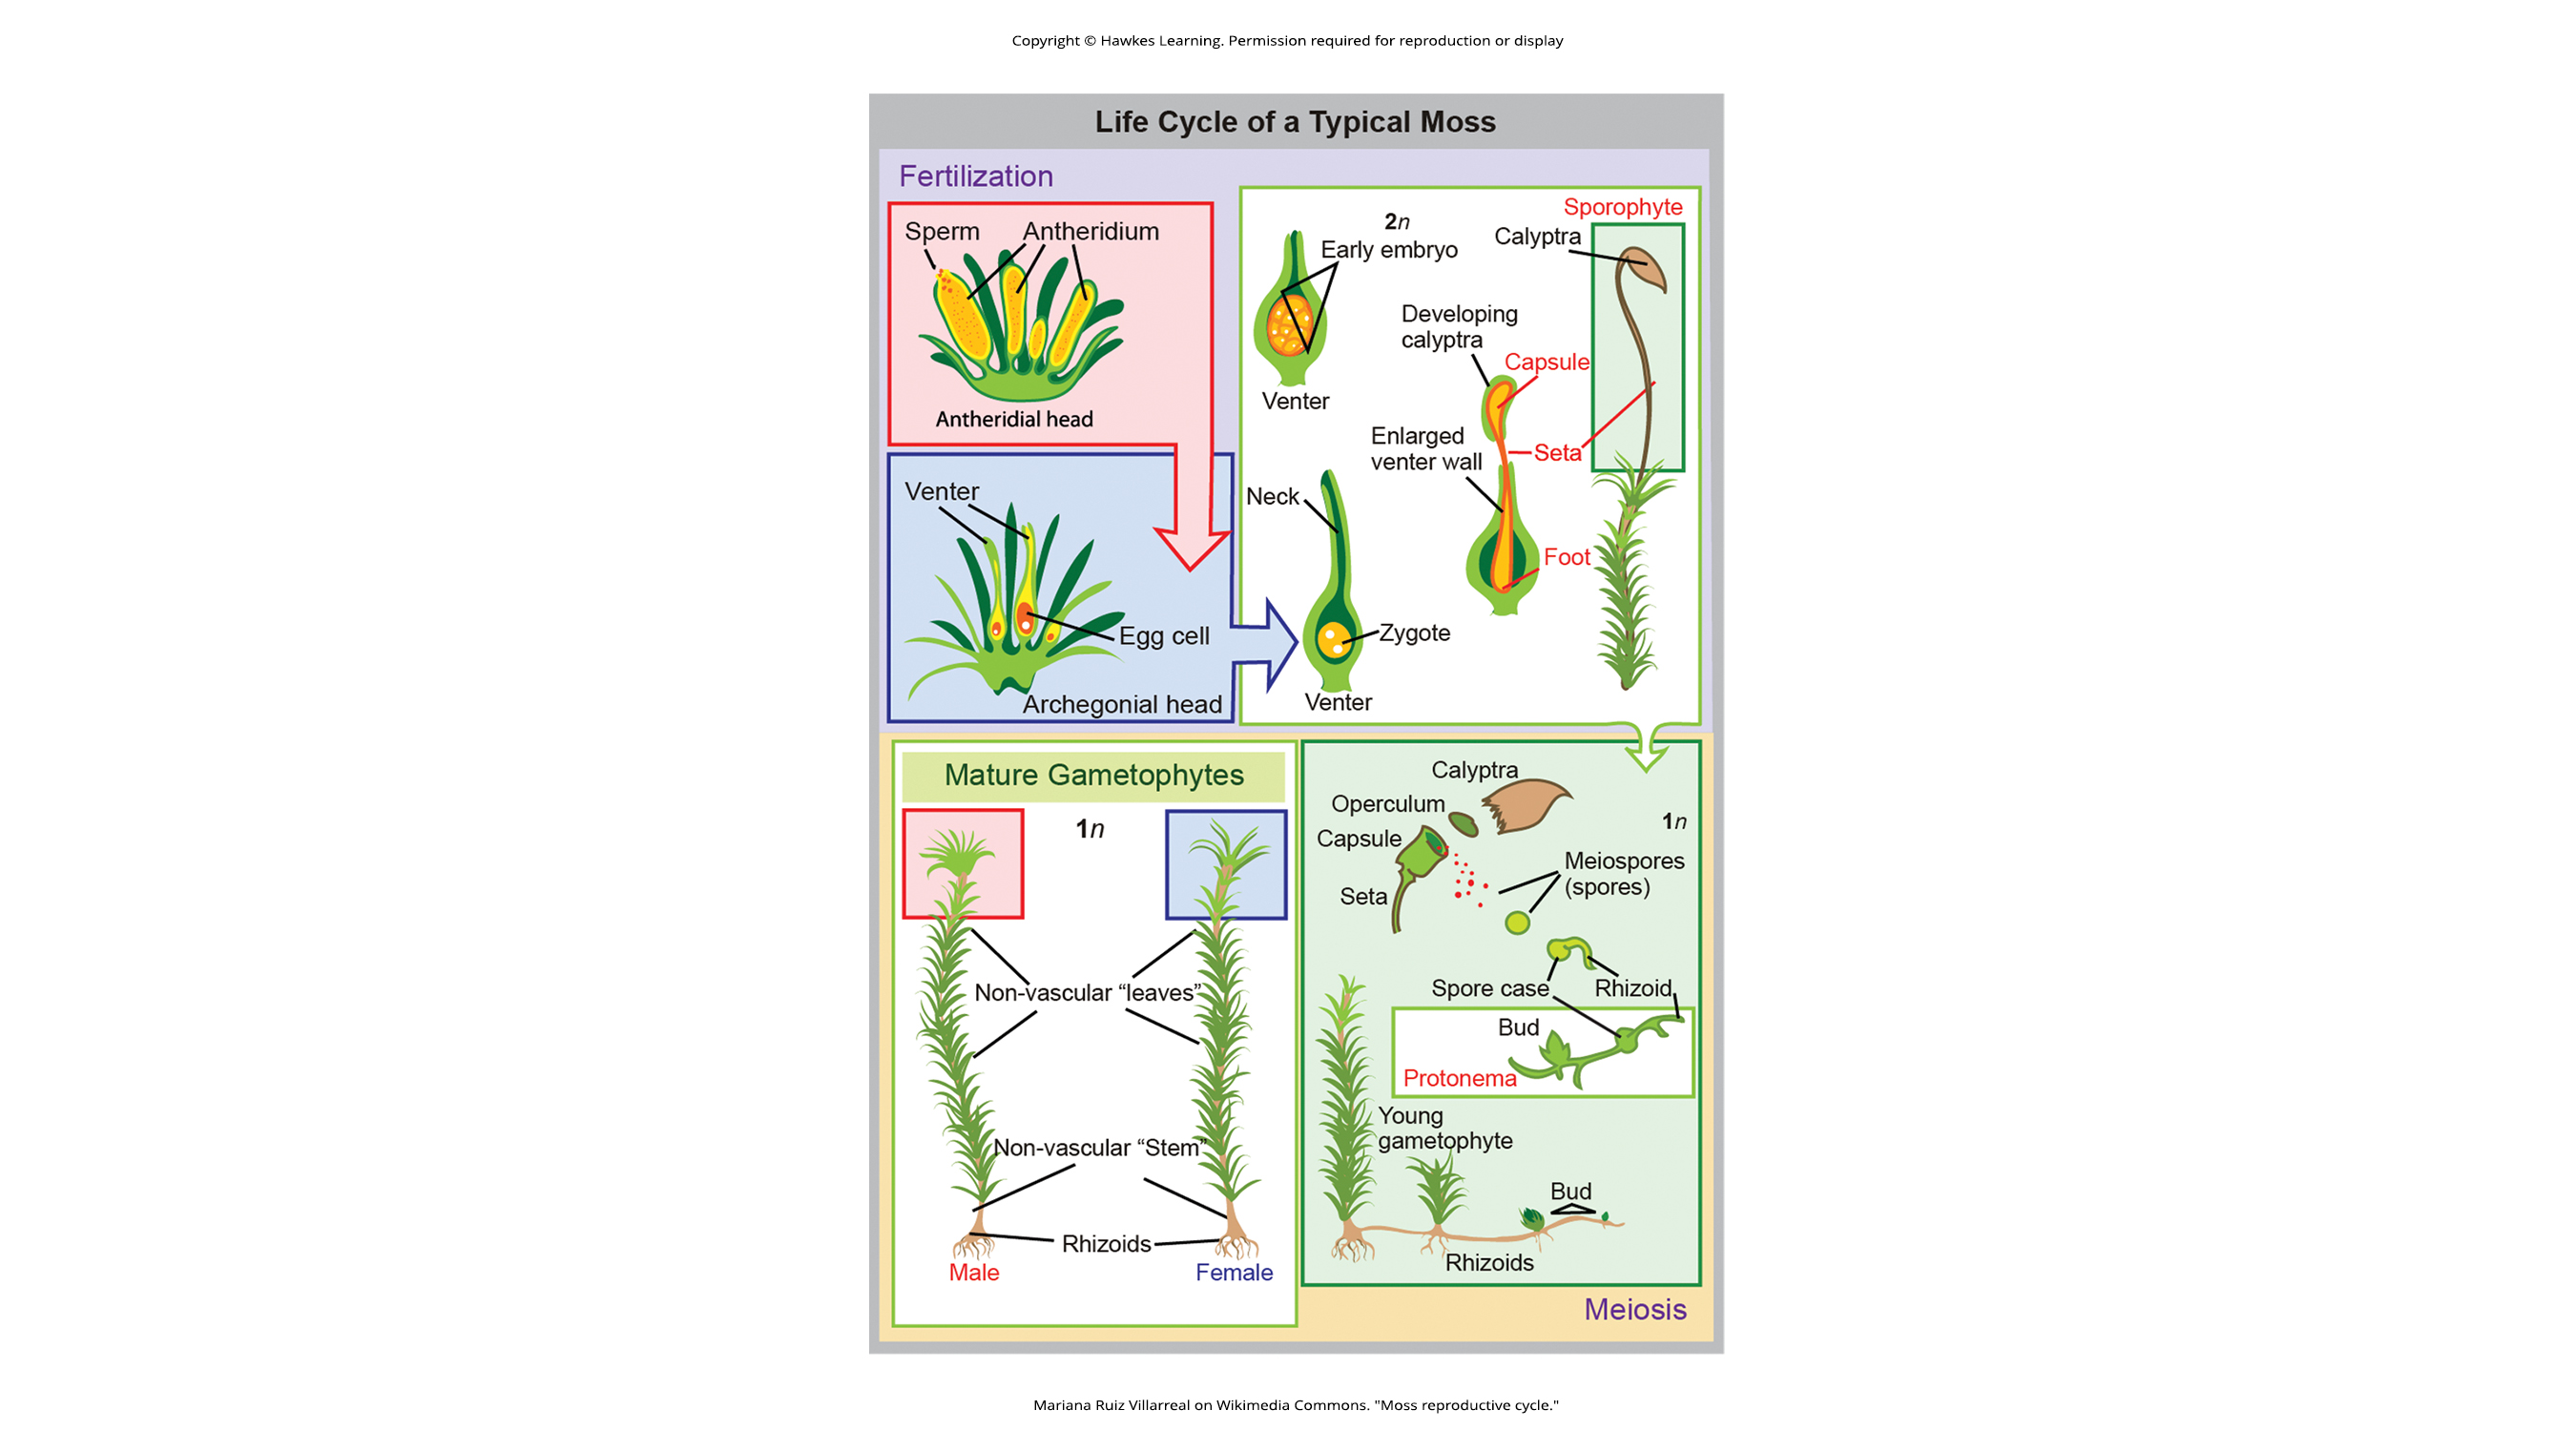 Copyright © Hawkes Learning. Permission required for reproduction or display
Life Cycle of a Typical Moss
Fertilization
Sperm
Antheridium
Antheridial head
Venter
Egg cell
Archegonial head
2n
Early embryo
Venter
Sporophyte
Calyptra
Developing
calyptra
Capsule
Enlarged
venter wall
Seta
Neck
Foot
Zygote
Venter
Mature Gametophytes
1n
Non-vascular “leaves”
Non-vascular “Stem”
Rhizoids
Male
Female
Calyptra
Operculum
Capsule
1n
Meiospores
(spores)
Seta
Spore case
Rhizoid
Bud
Protonema
Young
gametophyte
Bud
Rhizoids
Meiosis
Mariana Ruiz Villarreal on Wikimedia Commons. "Moss reproductive cycle."